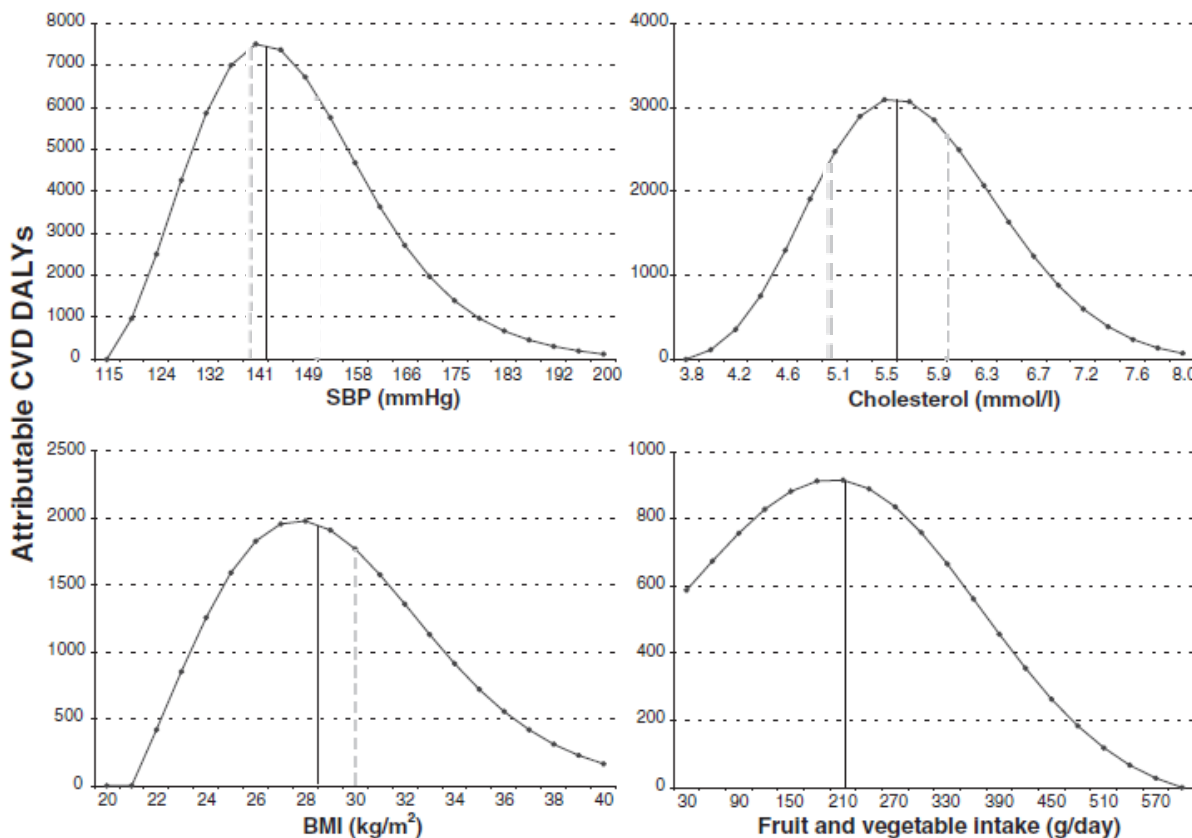 Attributable CVD DALYs
8000
7000
6000
5000
4000
3000
2000
1000
0
115 124 132 141 149 158 166 175 183 192 200
SBP (mmHg)
4000
3000
2000
1000
0
3.8 4.2 4.6 5.1 5.5 5.9 6.3 6.7 7.2 7.6 8.0
Cholesterol (mmol/l)
2500
2000
1500
1000
500
0
20 22 24 26 28 30 32 34 36 38 40
BMI (kg/m²)
1000
800
600
400
200
0
30 90 150 210 270 330 390 450 510 570
Fruit and vegetable intake (g/day)